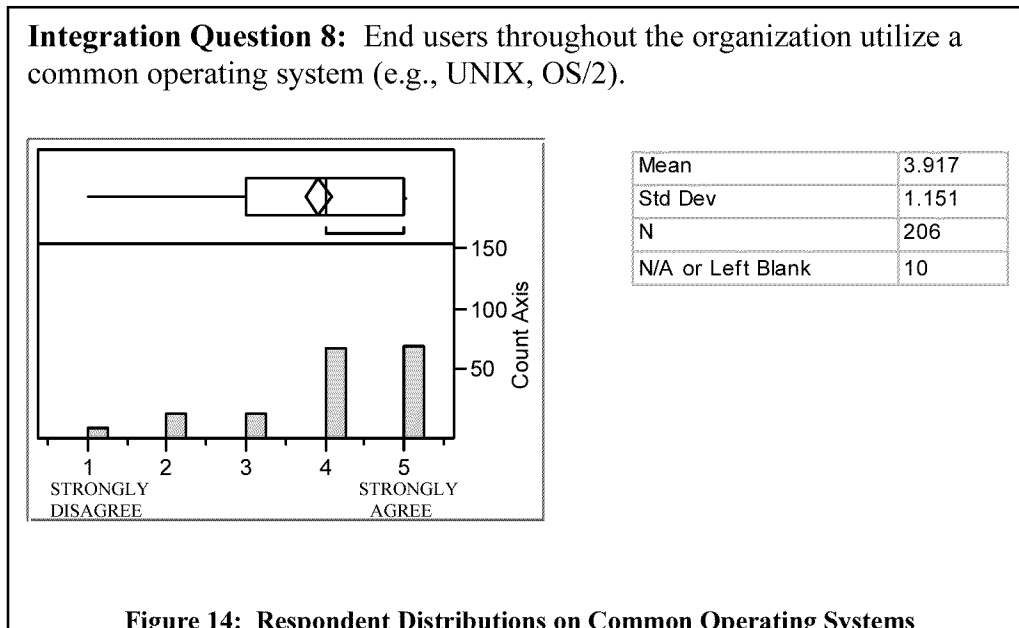 Integration Question 8: End users throughout the organization utilize a
common operating system (e.g., UNIX, OS/2).
Mean 3.917
Std Dev 1.151
N 206
N/A or Left Blank 10
150
100
50
Count Axis
1 2 3 4 5
STRONGLY DISAGREE
STRONGLY AGREE
Figure 14: Respondent Distributions on Common Operating Systems